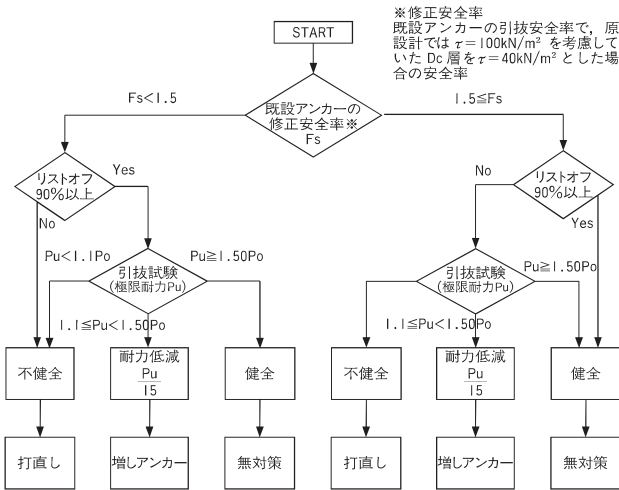 START
※修正安全率
既設アンカーの引抜安全率で，原
設計ではτ＝100kN/m² を考慮して
いた Dc 層をτ＝40kN/m² とした場
合の安全率
Fs<1.5
既設アンカーの
修正安全率※
Fs
1.5≦Fs
リストオフ
90%以上
Yes
No
No
リストオフ
90%以上
Yes
Pu<1.1Po
引抜試験
(極限耐力Pu)
Pu≧1.50Po
引抜試験
(極限耐力Pu)
Pu≧1.50Po
1.1≦Pu<1.50Po
1.1≦Pu<1.50Po
不健全
耐力低減
Pu
15
健全
不健全
耐力低減
Pu
15
健全
打直し
増しアンカー
無対策
打直し
増しアンカー
無対策